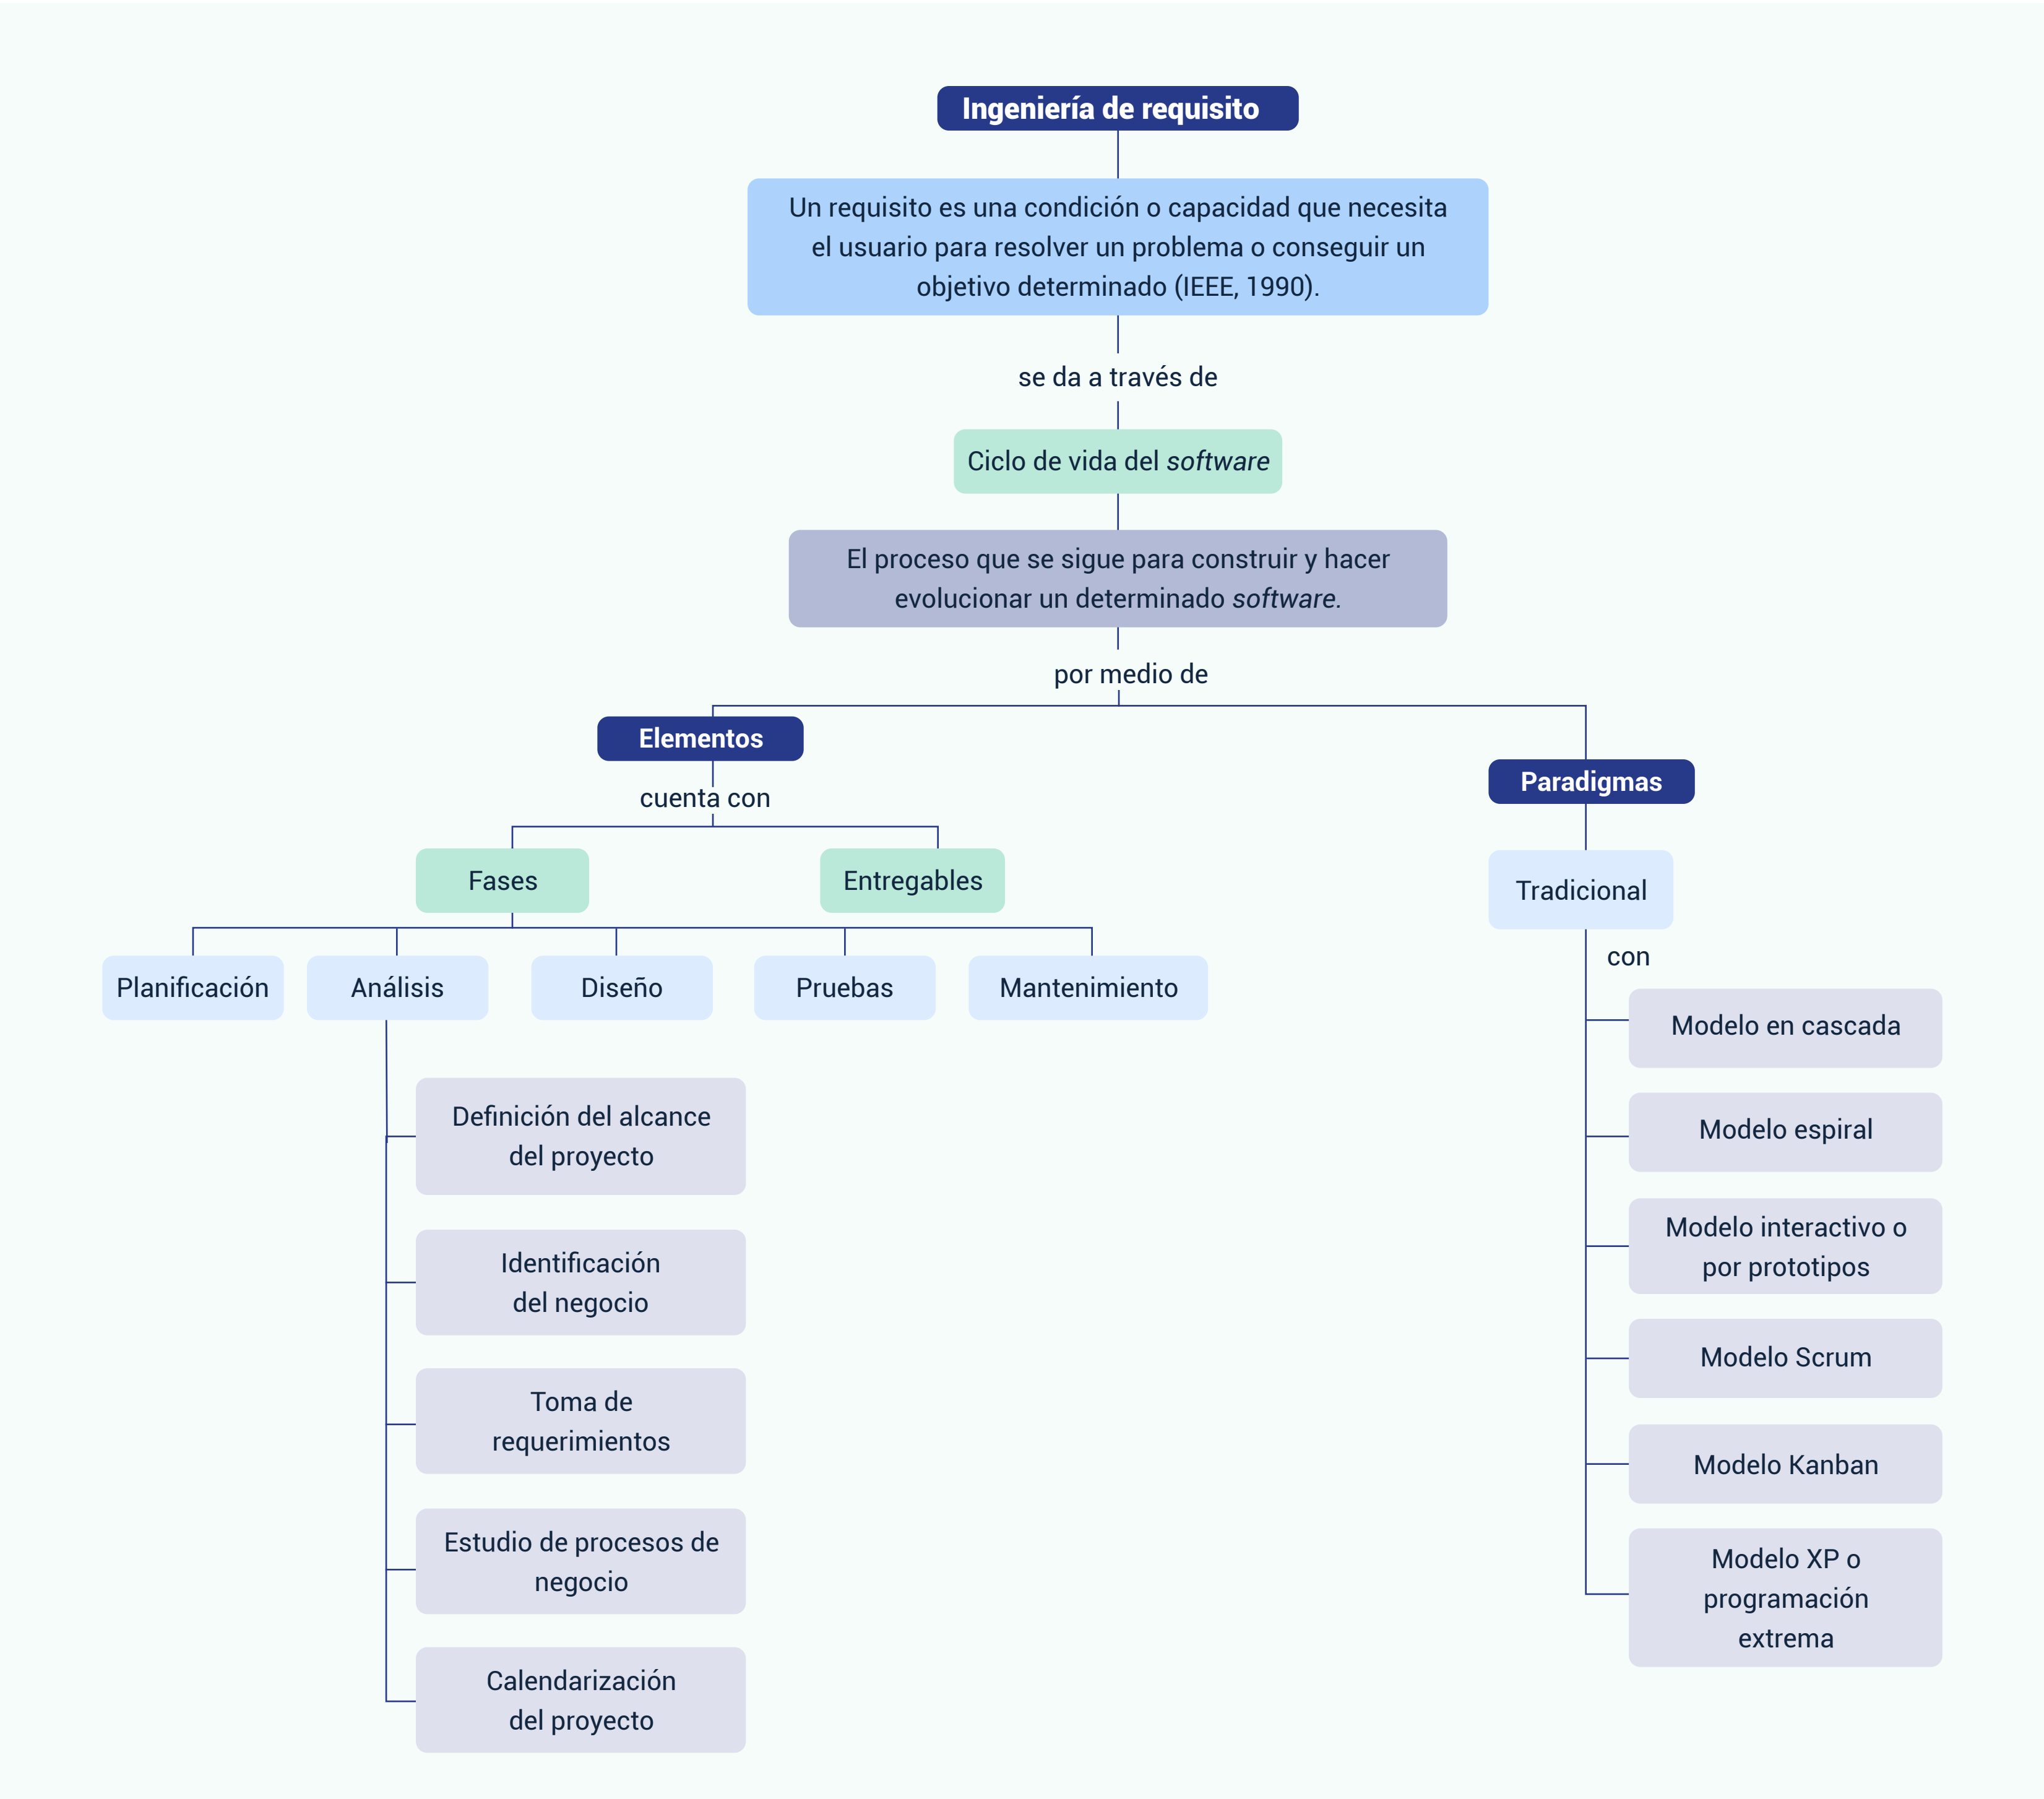 Ingeniería de requisito
Un requisito es una condición o capacidad que necesita
el usuario para resolver un problema o conseguir un
objetivo determinado (IEEE, 1990).
se da a través de
Ciclo de vida del software
El proceso que se sigue para construir y hacer
evolucionar un determinado software.
por medio de
Elementos
cuenta con
Fases
Entregables
Planificación
Análisis
Diseño
Pruebas
Mantenimiento
Definición del alcance
del proyecto
Identificación
del negocio
Toma de
requerimientos
Estudio de procesos de
negocio
Calendarización
del proyecto
Paradigmas
Tradicional
con
Modelo en cascada
Modelo espiral
Modelo interactivo o
por prototipos
Modelo Scrum
Modelo Kanban
Modelo XP o
programación
extrema